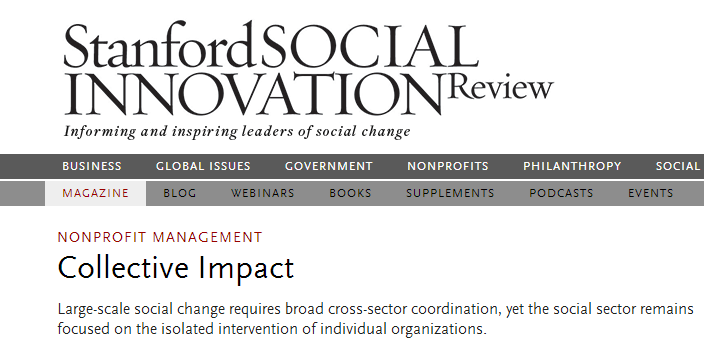 Stanford SOCIAL
INNOVATION Review
Informing and inspiring leaders of social change
BUSINESS GLOBAL ISSUES GOVERNMENT NONPROFITS PHILANTHROPY SOCIAL
MAGAZINE BLOG WEBINARS BOOKS SUPPLEMENTS PODCASTS EVENTS
NONPROFIT MANAGEMENT
Collective Impact
Large-scale social change requires broad cross-sector coordination, yet the social sector remains
focused on the isolated intervention of individual organizations.